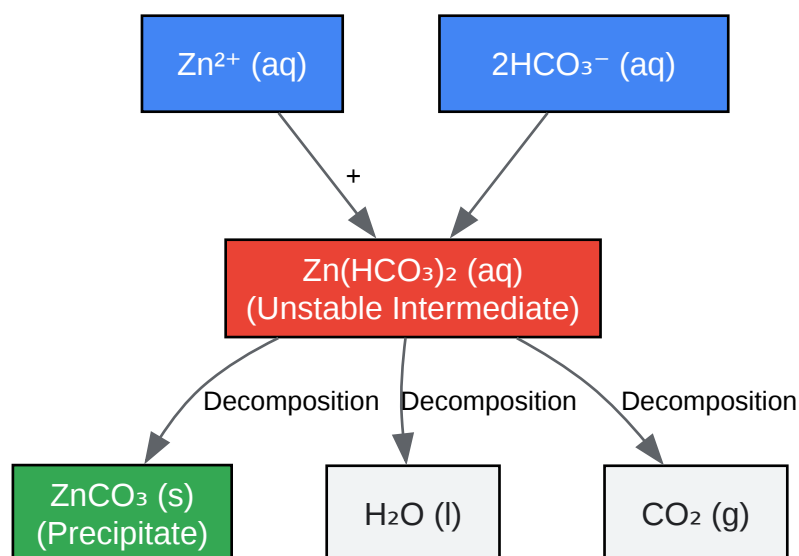 Zn²⁺ (aq)
2HCO₃⁻ (aq)
+
Zn(HCO₃)₂ (aq)
(Unstable Intermediate)
Decomposition
Decomposition
Decomposition
ZnCO₃ (s)
(Precipitate)
H₂O (l)
CO₂ (g)